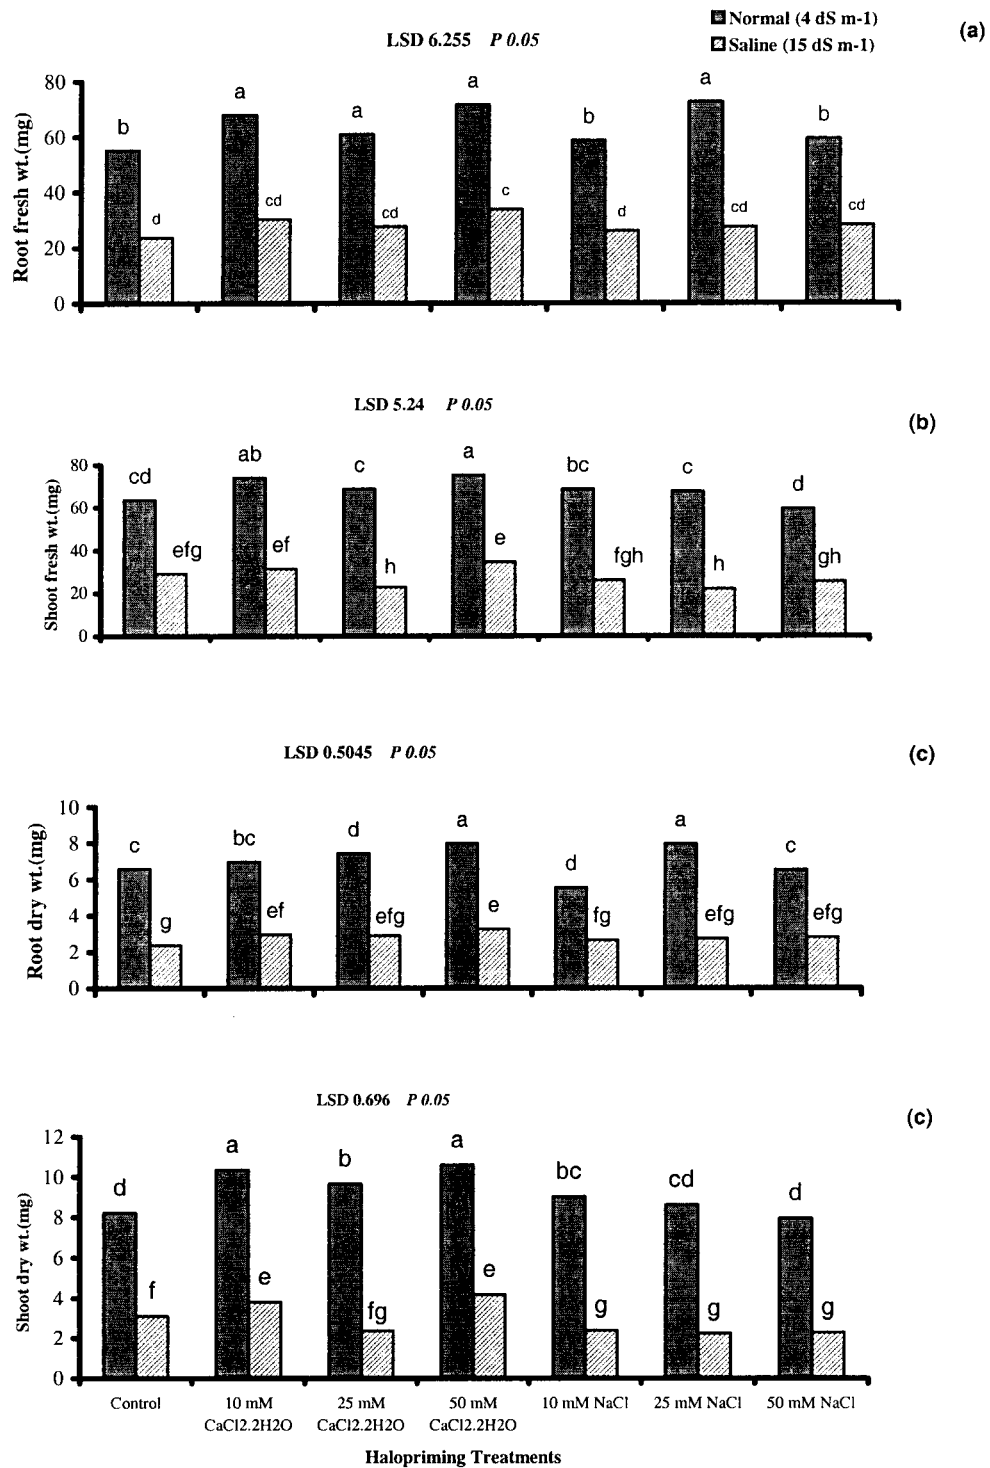 Normal (4 dS m-1)
Saline (15 dS m-1)
(a)
LSD 6.255 P 0.05
Root fresh wt.(mg)
80
60
40
20
0
b
d
a
cd
a
cd
a
c
b
d
a
cd
b
cd
LSD 5.24 P 0.05
(b)
Shoot fresh wt.(mg)
80
60
40
20
0
cd
efg
ab
ef
c
h
a
e
bc
fgh
c
h
d
gh
LSD 0.5045 P 0.05
(c)
Root dry wt.(mg)
10
8
6
4
2
0
c
g
bc
ef
d
efg
a
e
d
fg
a
efg
c
efg
LSD 0.696 P 0.05
(c)
Shoot dry wt.(mg)
12
10
8
6
4
2
0
d
f
a
e
b
fg
a
e
bc
g
cd
g
d
g
Control
10 mM
CaCl2.2H2O
25 mM
CaCl2.2H2O
50 mM
CaCl2.2H2O
10 mM NaCl
25 mM NaCl
50 mM NaCl
Halopriming Treatments